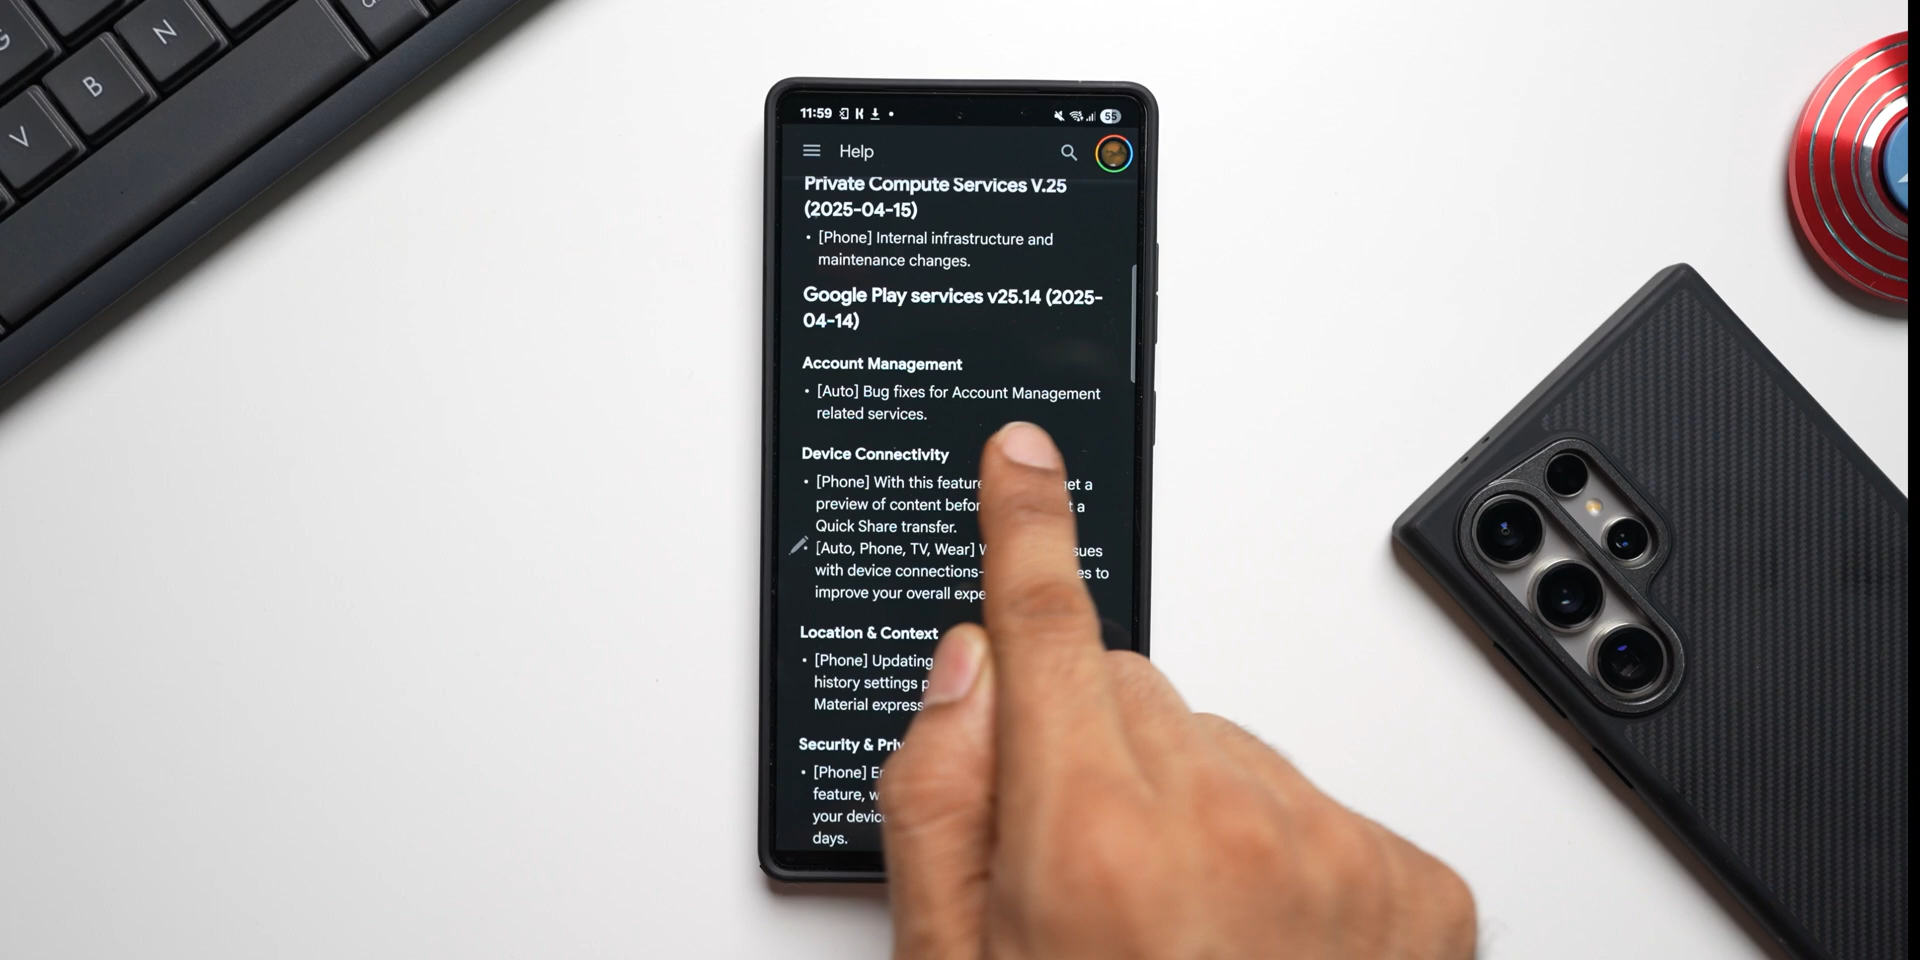 G
N
B
V
11:59
55
Help
Private Compute Services V.25
(2025-04-15)
• [Phone] Internal infrastructure and
maintenance changes.
Google Play services v25.14 (2025-
04-14)
Account Management
• [Auto] Bug fixes for Account Management
related services.
Device Connectivity
• [Phone] With this feature get a
preview of content a
Quick Share transfer.
• [Auto, Phone, TV, Wear]
with device connections- to
improve your overall
Location & Context
• [Phone] Updating
history settings
Material
Security &
• [Phone]
feature,
your
days.